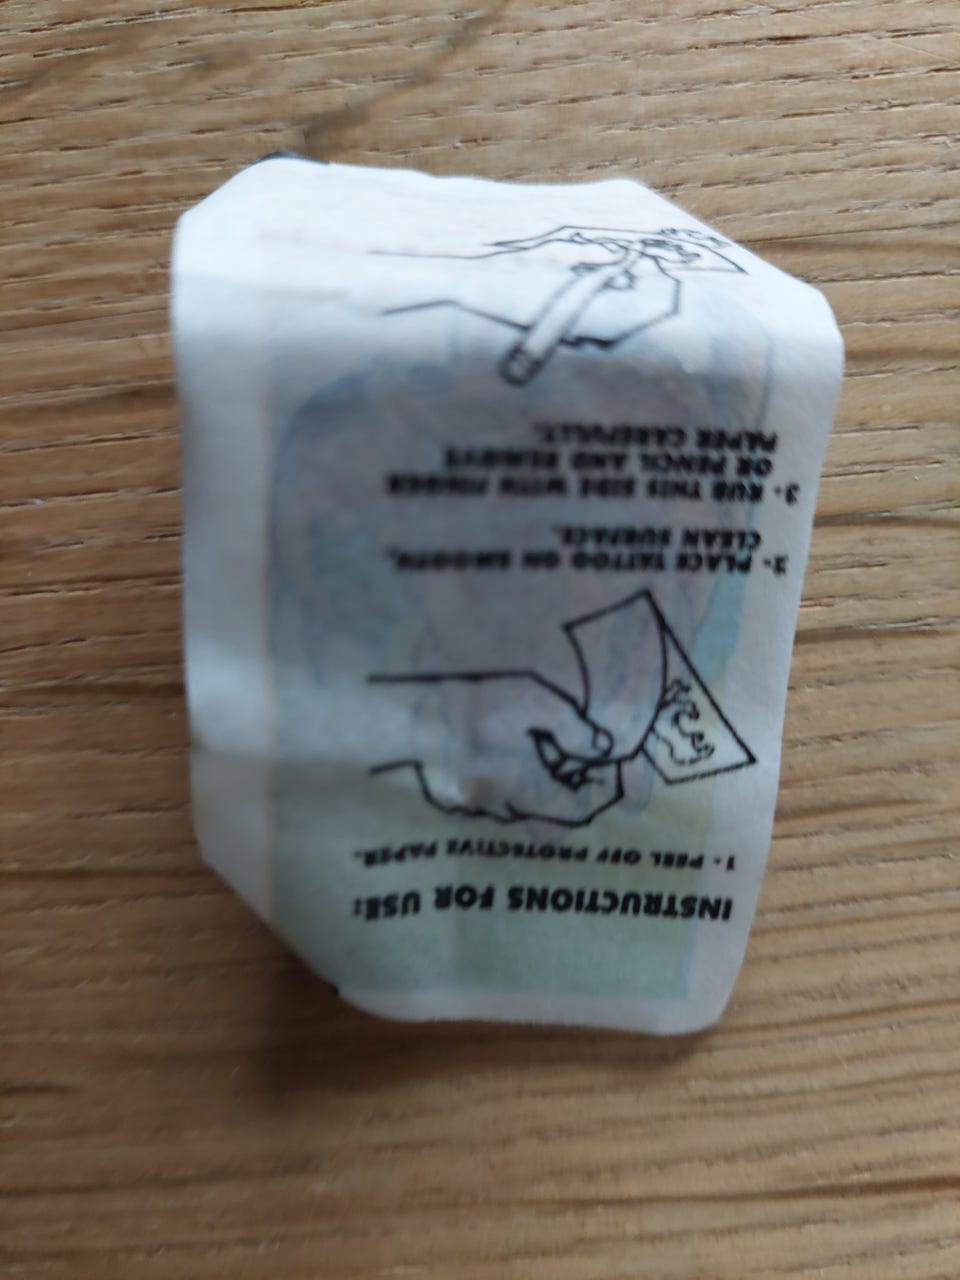 INSTRUCTIONS FOR USE:
1- PEEL OFF PROTECTIVE PAPER.
2- PLACE TATTOO ON SMOOTH,
CLEAN SURFACE.
3- RUB THIS SIDE WITH FINGER
OR PENCIL AND REMOVE
PAPER CAREFULLY.